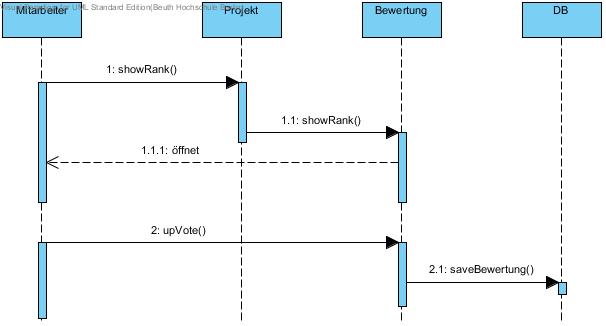 Visual Paradigm for UML Standard Edition(Beuth Hochschule Berlin)
Mitarbeiter
Projekt
Bewertung
DB
1: showRank()
1.1: showRank()
1.1.1: öffnet
2: upVote()
2.1: saveBewertung()